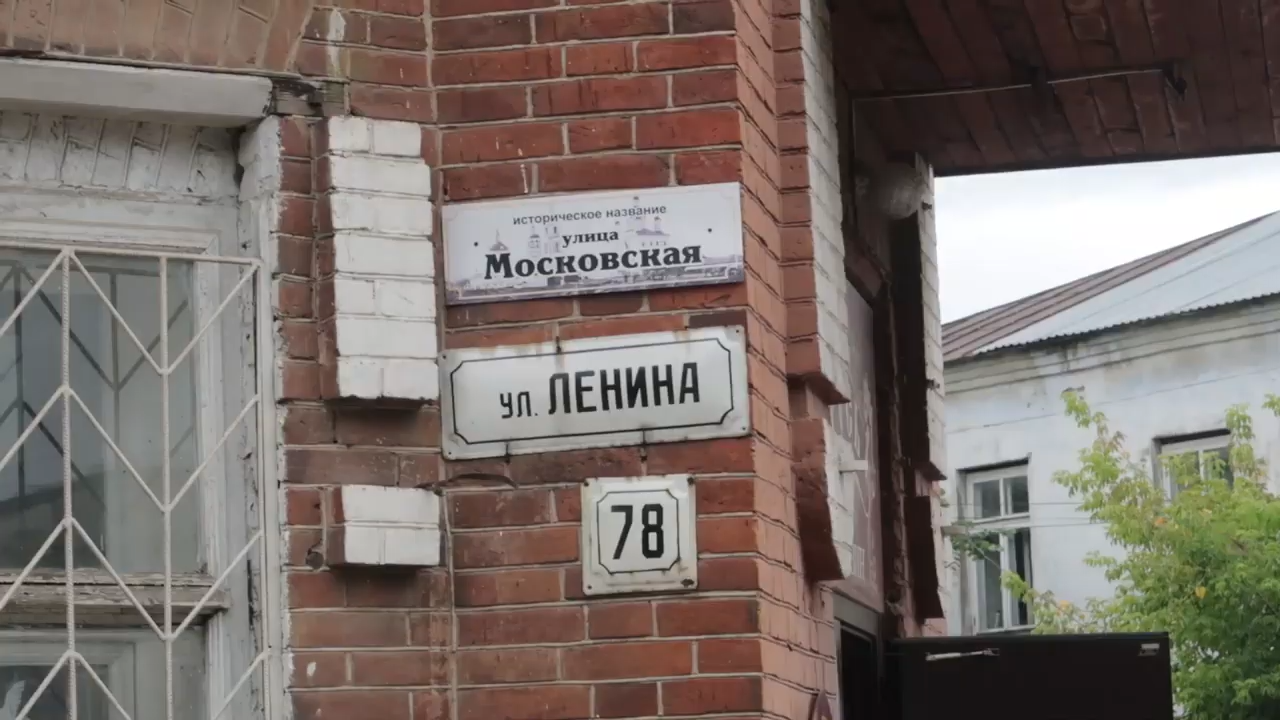 историческое название
улица
Московская
УЛ. ЛЕНИНА
78